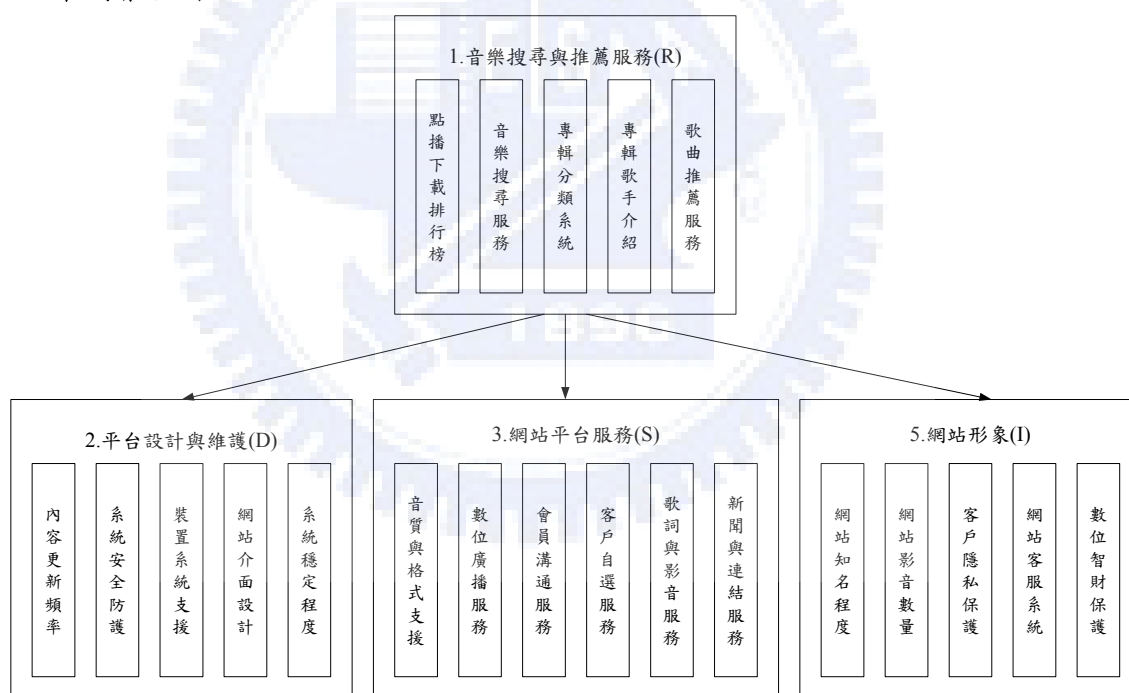 1.音樂搜尋與推薦服務(R)
點播下載排行榜
音樂搜尋服務
專輯分類系統
專輯歌手介紹
歌曲推薦服務
2.平台設計與維護(D)
內容更新頻率
系統安全防護
裝置系統支援
網站介面設計
系統穩定程度
3.網站平台服務(S)
音質與格式支援
數位廣播服務
會員溝通服務
客戶自選服務
歌詞與影音服務
新聞與連結服務
5.網站形象(I)
網站知名程度
網站影音數量
客戶隱私保護
網站客服系統
數位智財保護